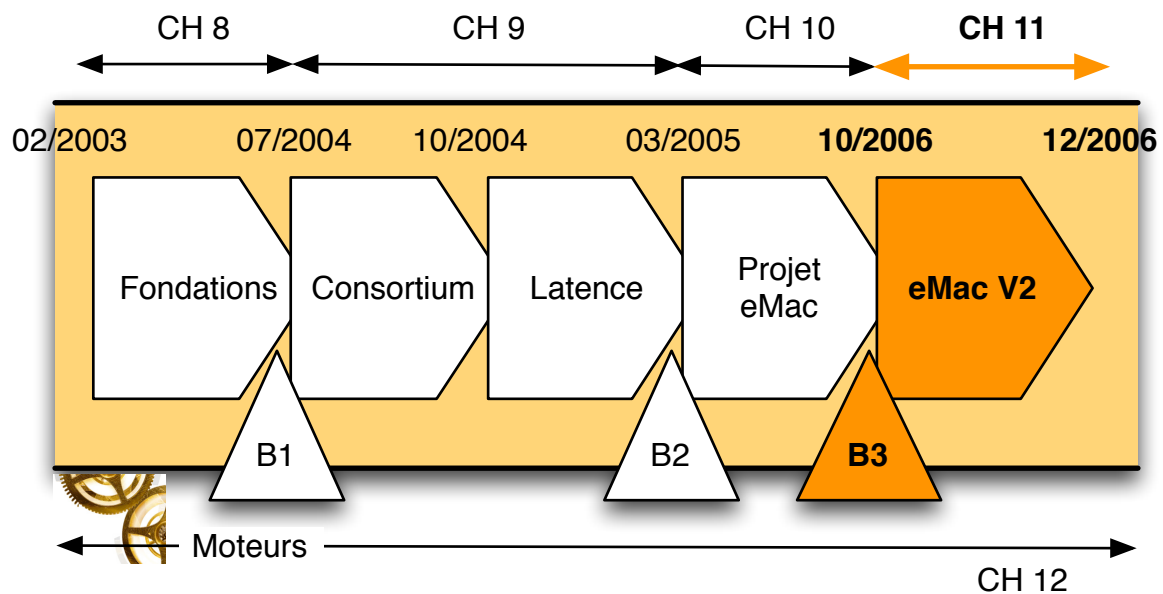 CH 8
CH 9
CH 10
CH 11
02/2003
07/2004
10/2004
03/2005
10/2006
12/2006
Fondations
Consortium
Latence
Projet
eMac
eMac V2
B1
B2
B3
Moteurs
CH 12